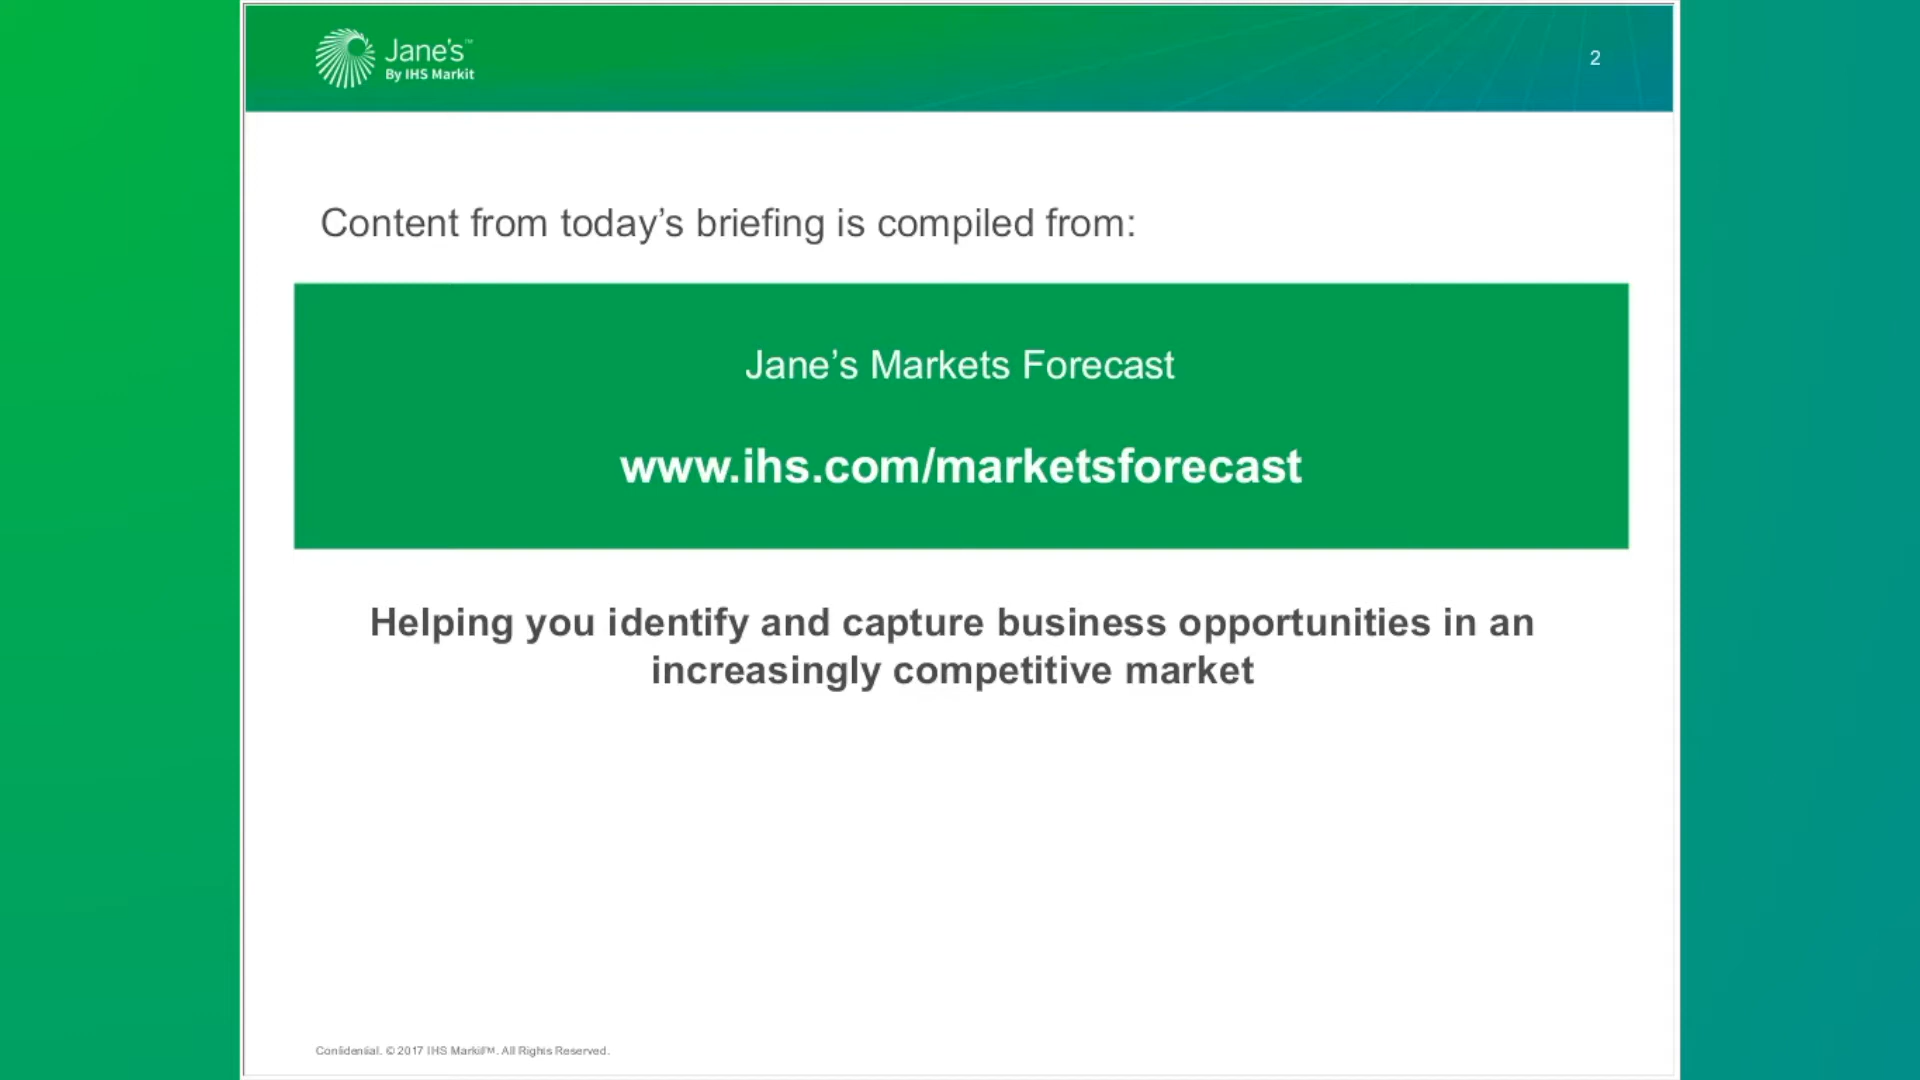 Jane's™
By IHS Markit
2
Content from today’s briefing is compiled from:
Jane’s Markets Forecast
www.ihs.com/marketsforecast
Helping you identify and capture business opportunities in an
increasingly competitive market
Confidential. © 2017 IHS Markit™. All Rights Reserved.